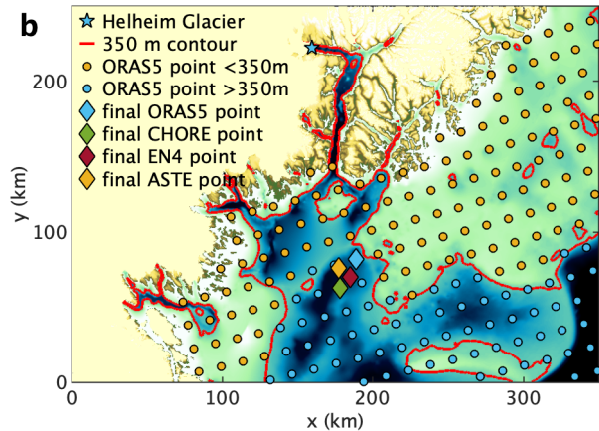 b
Helheim Glacier
350 m contour
ORAS5 point <350m
ORAS5 point >350m
final ORAS5 point
final CHORE point
final EN4 point
final ASTE point
200
100
0
y (km)
0 100 200 300
x (km)